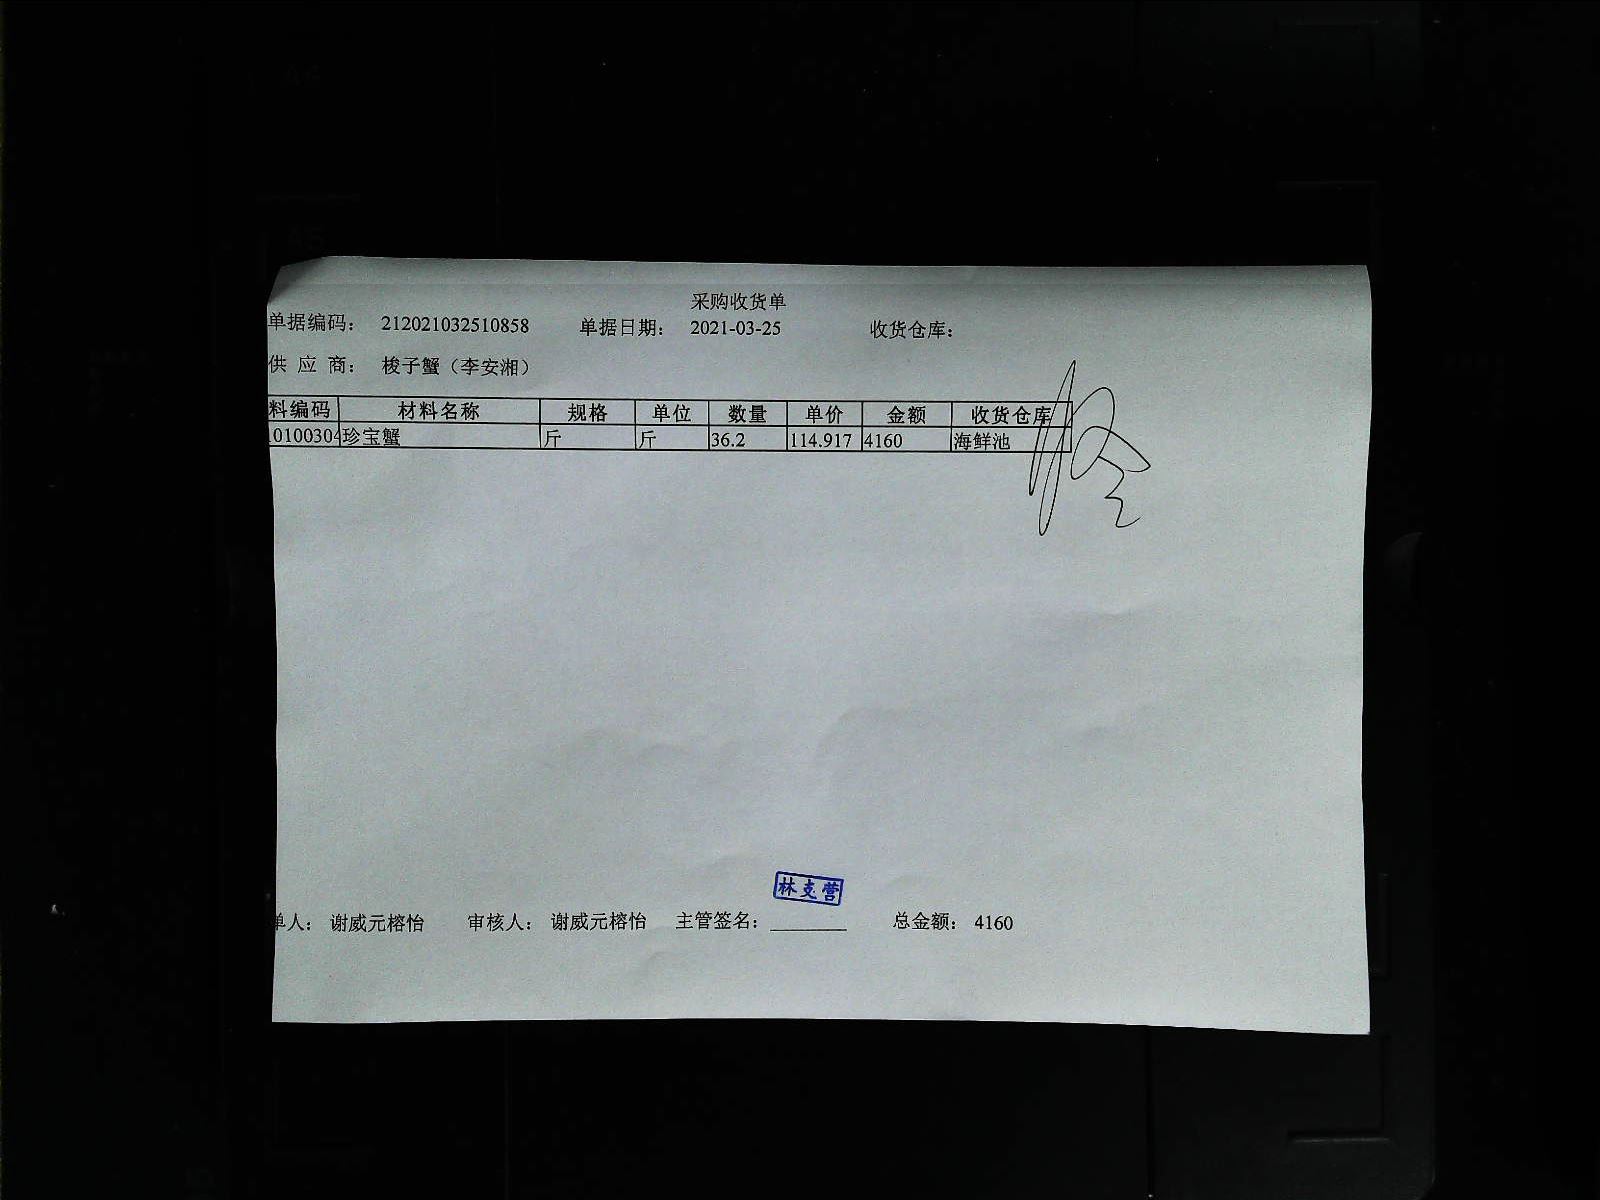 采购收货单
单据编码： 212021032510858 单据日期： 2021-03-25 收货仓库：
供 应 商： 梭子蟹（李安湘）
料编码 材料名称 规格 单位 数量 单价 金额 收货仓库
10100304 珍宝蟹 斤 斤 36.2 114.917 4160 海鲜池
林支营
单人： 谢威元榕怡 审核人： 谢威元榕怡 主管签名： 总金额： 4160